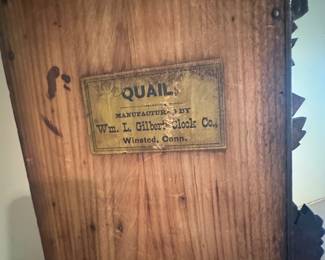 QUAIL.
MANUFACTURED BY
Wm. L. Gilbert Clock Co.,
Winsted, Conn.